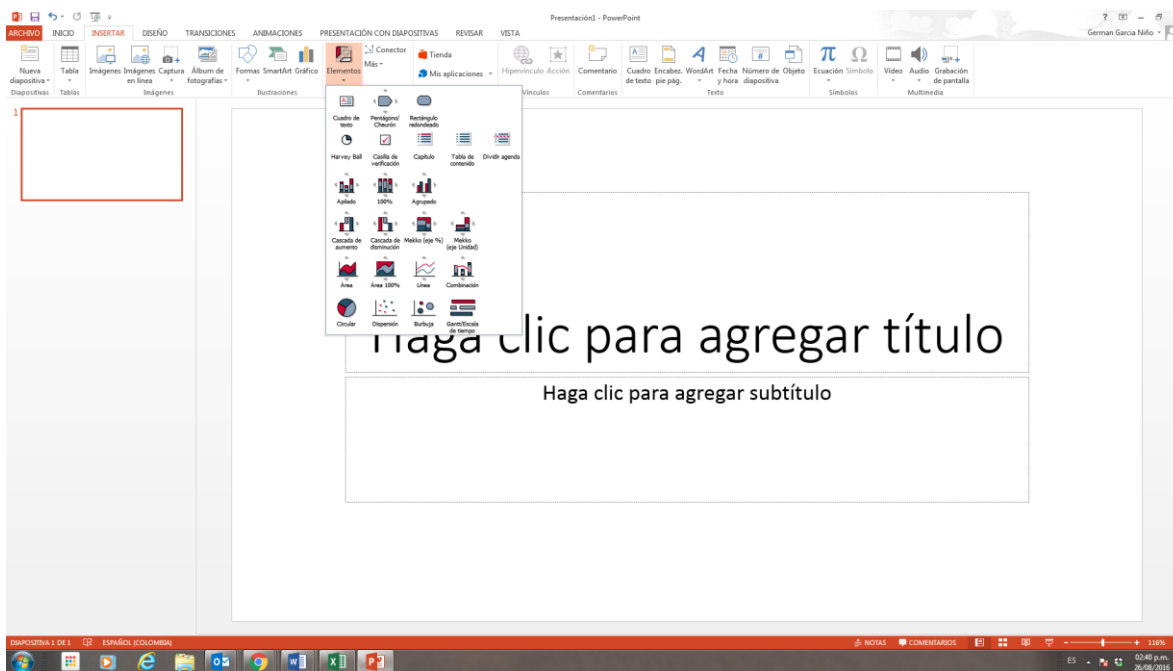 Presentación1 - PowerPoint
ARCHIVO INICIO INSERTAR DISEÑO TRANSICIONES ANIMACIONES PRESENTACIÓN CON DIAPOSITIVAS REVISAR VISTA
German Garcia Niño
Nueva diapositiva
Tabla
Imágenes
Imágenes en línea
Captura
Álbum de fotografías
Formas
SmartArt
Gráfico
Elementos
Conector
Más
Tienda
Mis aplicaciones
Hipervínculo
Acción
Comentario
Cuadro de texto
Encabez. pie pág.
WordArt
Fecha y hora
Número de diapositiva
Objeto
Ecuación
Símbolo
Vídeo
Audio
Grabación de pantalla
Diapositivas Tablas Imágenes Ilustraciones Vínculos Comentarios Texto Símbolos Multimedia
1
Cuadro de texto
Pentágono/ Cheurón
Rectángulo redondeado
Harvey Ball
Casilla de verificación
Capítulo
Tabla de contenido
Dividir agenda
Apilado
100%
Agrupado
Cascada de aumento
Cascada de disminución
Mekko (eje %)
Mekko (eje Unidad)
Área
Área 100%
Línea
Combinación
Circular
Dispersión
Burbuja
Gantt/Escala de tiempo
Haga clic para agregar título
Haga clic para agregar subtítulo
DIAPOSITIVA 1 DE 1 ESPAÑOL (COLOMBIA) NOTAS COMENTARIOS 116%
ES
02:40 p.m.
26/08/2016